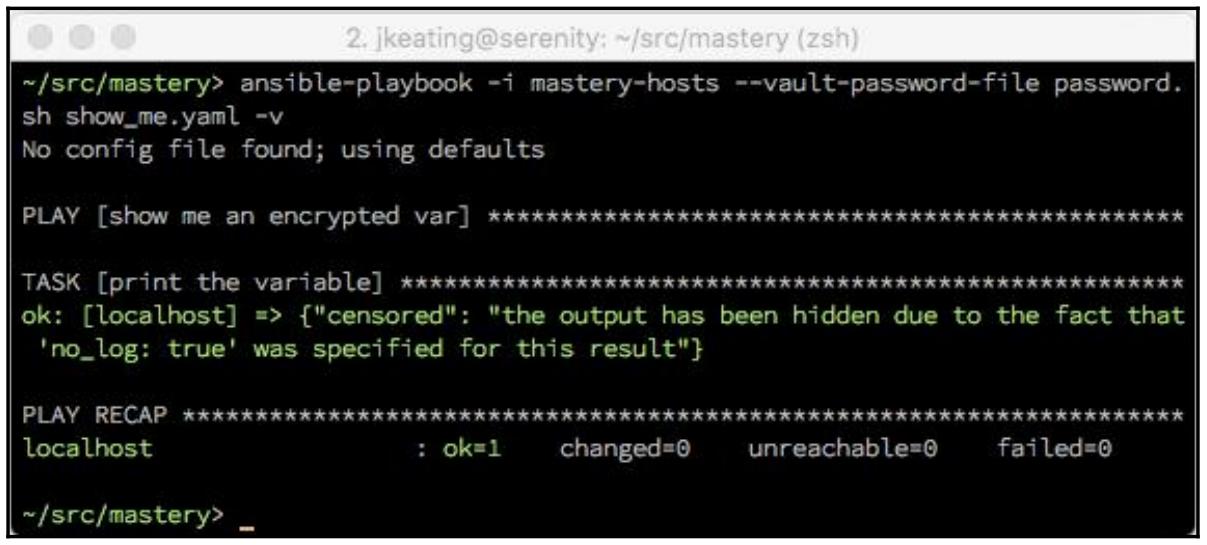 2. jkeating@serenity: ~/src/mastery (zsh)
~/src/mastery> ansible-playbook -i mastery-hosts --vault-password-file password.
sh show_me.yaml -v
No config file found; using defaults
PLAY [show me an encrypted var] ************************************************
TASK [print the variable] ******************************************************
ok: [localhost] => {"censored": "the output has been hidden due to the fact that
 'no_log: true' was specified for this result"}
PLAY RECAP *********************************************************************
localhost                  : ok=1    changed=0    unreachable=0    failed=0
~/src/mastery> _